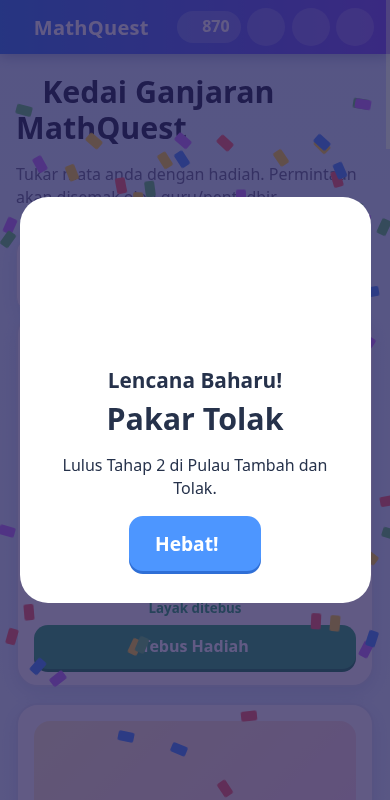 MathQuest
870
Kedai Ganjaran
MathQuest
Tukar mata anda dengan hadiah. Permintaan
akan disemak oleh guru/pentadbir.
Lencana Baharu!
Pakar Tolak
Lulus Tahap 2 di Pulau Tambah dan
Tolak.
Hebat!
Layak ditebus
Tebus Hadiah